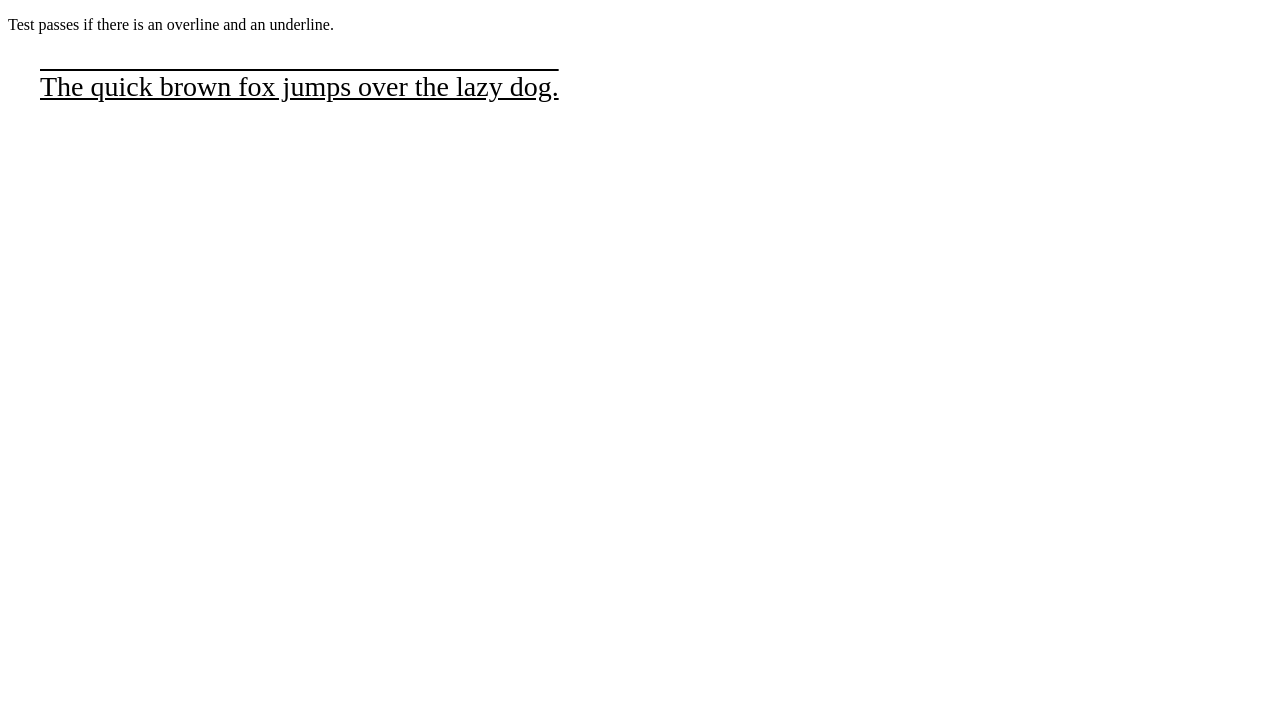 Test passes if there is an overline and an underline.
The quick brown fox jumps over the lazy dog.